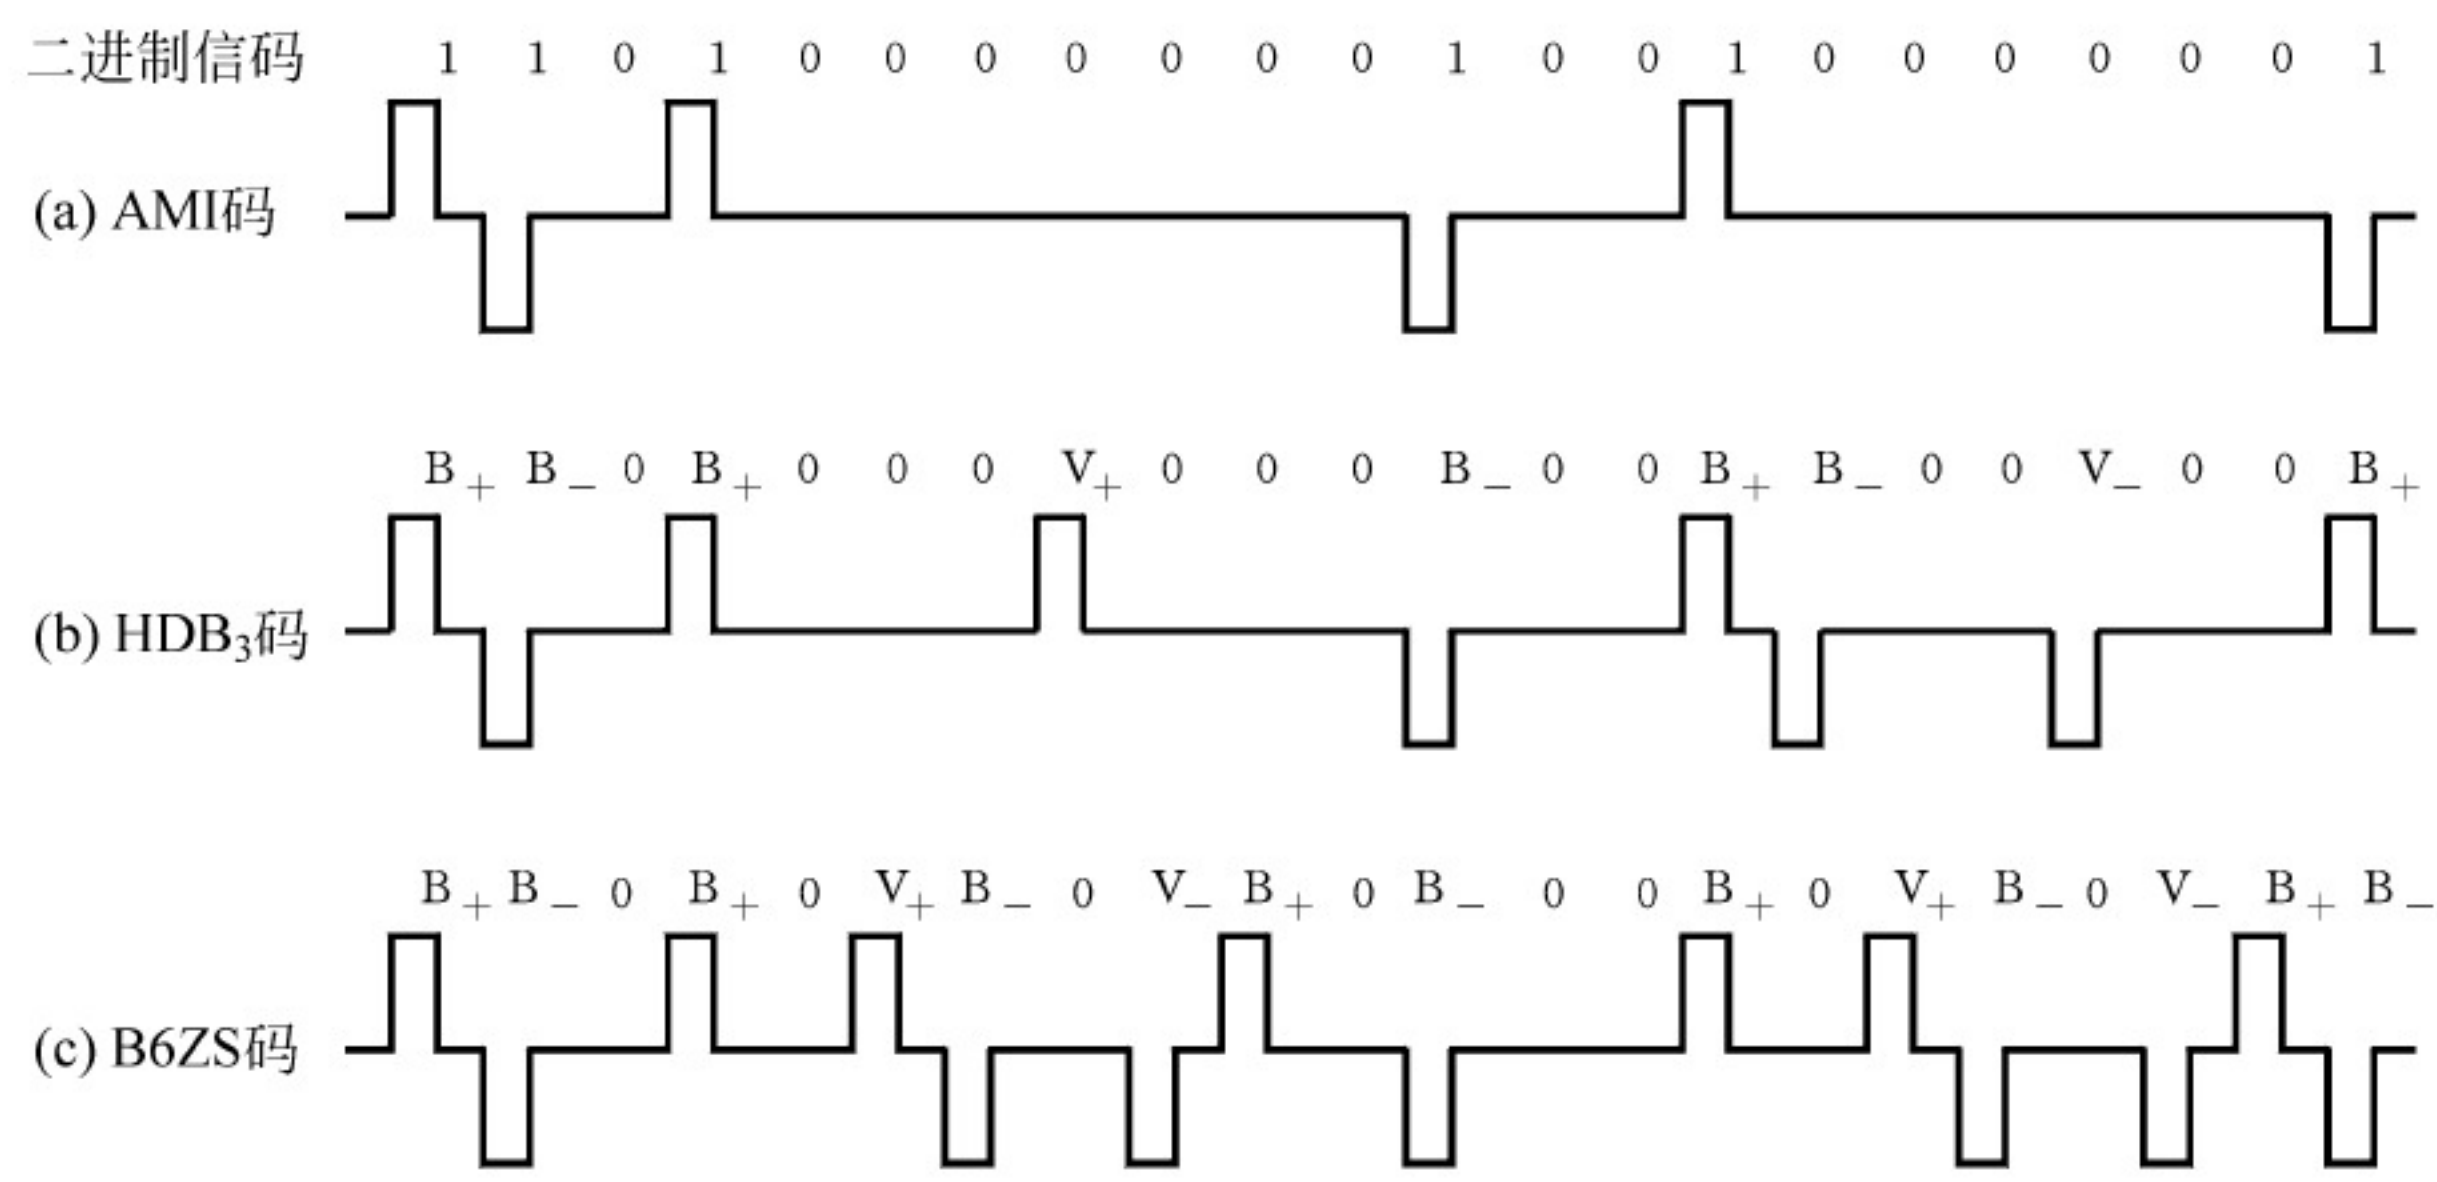 二进制信码 1 1 0 1 0 0 0 0 0 0 0 1 0 0 1 0 0 0 0 0 0 1
(a) AMI码
B+ B− 0 B+ 0 0 0 V+ 0 0 0 B− 0 0 B+ B− 0 0 V− 0 0 B+
(b) HDB₃码
B+ B− 0 B+ 0 V+ B− 0 V− B+ 0 B− 0 0 B+ 0 V+ B− 0 V− B+ B−
(c) B6ZS码